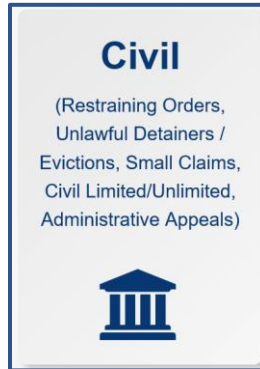 Civil
(Restraining Orders,
Unlawful Detainers /
Evictions, Small Claims,
Civil Limited/Unlimited,
Administrative Appeals)